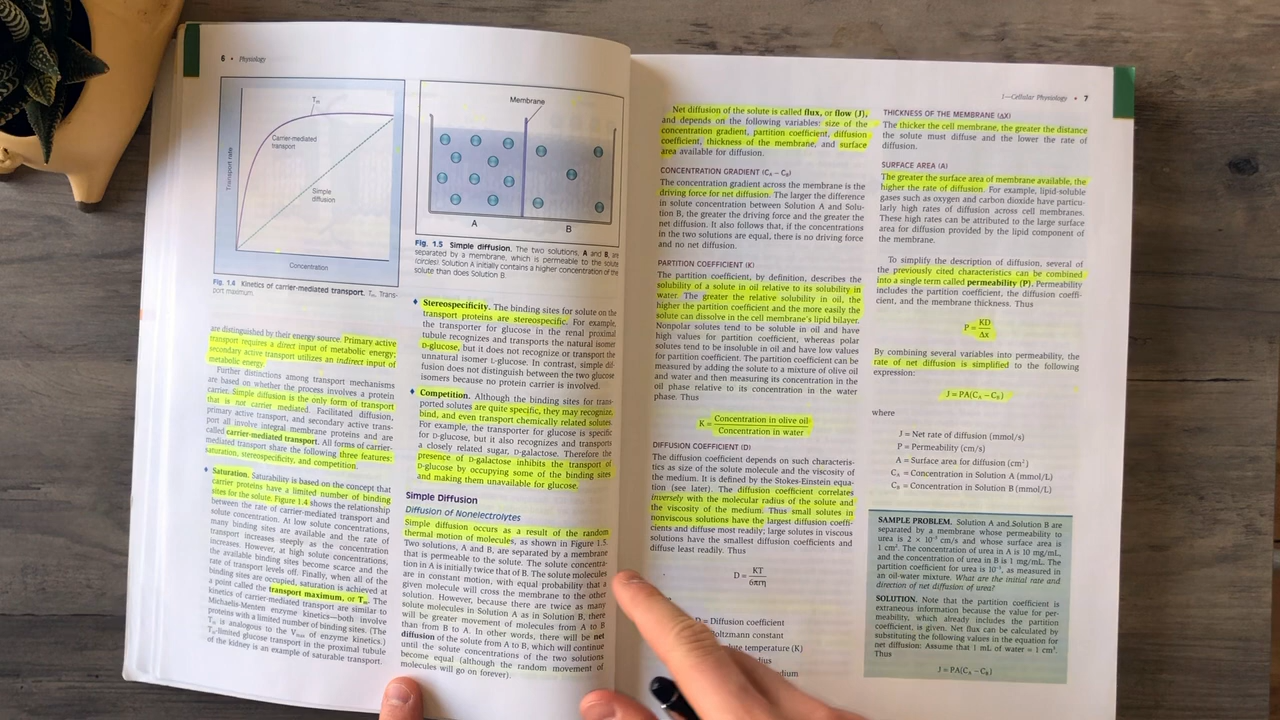 6 • Physiology
Transport rate
T m
Carrier-mediated
transport
Simple
diffusion
Concentration
Fig. 1.4 Kinetics of carrier-mediated transport. Tm, Trans-
port maximum.
Membrane
A
B
Fig. 1.5 Simple diffusion. The two solutions, A and B, are
separated by a membrane, which is permeable to the solute
(circles). Solution A initially contains a higher concentration of the
solute than does Solution B.
are distinguished by their energy source. Primary active
transport requires a direct input of metabolic energy;
secondary active transport utilizes an indirect input of
metabolic energy.
Further distinctions among transport mechanisms
are based on whether the process involves a protein
carrier. Simple diffusion is the only form of transport
that is not carrier mediated. Facilitated diffusion,
primary active transport, and secondary active trans-
port all involve integral membrane proteins and are
called carrier-mediated transport. All forms of carrier-
mediated transport share the following three features:
saturation, stereospecificity, and competition.
♦ Saturation. Saturability is based on the concept that
carrier proteins have a limited number of binding
sites for the solute. Figure 1.4 shows the relationship
between the rate of carrier-mediated transport and
solute concentration. At low solute concentrations,
many binding sites are available and the rate of
transport increases steeply as the concentration
increases. However, at high solute concentrations,
the available binding sites become scarce and the
rate of transport levels off. Finally, when all of the
binding sites are occupied, saturation is achieved at
a point called the transport maximum, or Tm. The
kinetics of carrier-mediated transport are similar to
Michaelis-Menten enzyme kinetics—both involve
proteins with a limited number of binding sites. (The
Tm is analogous to the Vmax of enzyme kinetics.)
Tm-limited glucose transport in the proximal tubule
of the kidney is an example of saturable transport.
♦ Stereospecificity. The binding sites for solute on the
transport proteins are stereospecific. For example,
the transporter for glucose in the renal proximal
tubule recognizes and transports the natural isomer
D-glucose, but it does not recognize or transport the
unnatural isomer L-glucose. In contrast, simple dif-
fusion does not distinguish between the two glucose
isomers because no protein carrier is involved.
♦ Competition. Although the binding sites for trans-
ported solutes are quite specific, they may recognize,
bind, and even transport chemically related solutes.
For example, the transporter for glucose is specific
for D-glucose, but it also recognizes and transports
a closely related sugar, D-galactose. Therefore the
presence of D-galactose inhibits the transport of
D-glucose by occupying some of the binding sites
and making them unavailable for glucose.
Simple Diffusion
Diffusion of Nonelectrolytes
Simple diffusion occurs as a result of the random
thermal motion of molecules, as shown in Figure 1.5.
Two solutions, A and B, are separated by a membrane
that is permeable to the solute. The solute concentra-
tion in A is initially twice that of B. The solute molecules
are in constant motion, with equal probability that a
given molecule will cross the membrane to the other
solution. However, because there are twice as many
solute molecules in Solution A as in Solution B, there
will be greater movement of molecules from A to B
than from B to A. In other words, there will be net
diffusion of the solute from A to B, which will continue
until the solute concentrations of the two solutions
become equal (although the random movement of
molecules will go on forever).
1—Cellular Physiology • 7
Net diffusion of the solute is called flux, or flow (J),
and depends on the following variables: size of the
concentration gradient, partition coefficient, diffusion
coefficient, thickness of the membrane, and surface
area available for diffusion.
CONCENTRATION GRADIENT (CA − CB)
The concentration gradient across the membrane is the
driving force for net diffusion. The larger the difference
in solute concentration between Solution A and Solu-
tion B, the greater the driving force and the greater the
net diffusion. It also follows that, if the concentrations
in the two solutions are equal, there is no driving force
and no net diffusion.
PARTITION COEFFICIENT (K)
The partition coefficient, by definition, describes the
solubility of a solute in oil relative to its solubility in
water. The greater the relative solubility in oil, the
higher the partition coefficient and the more easily the
solute can dissolve in the cell membrane's lipid bilayer.
Nonpolar solutes tend to be soluble in oil and have
high values for partition coefficient, whereas polar
solutes tend to be insoluble in oil and have low values
for partition coefficient. The partition coefficient can be
measured by adding the solute to a mixture of olive oil
and water and then measuring its concentration in the
oil phase relative to its concentration in the water
phase. Thus
K = Concentration in olive oil
Concentration in water
DIFFUSION COEFFICIENT (D)
The diffusion coefficient depends on such characteris-
tics as size of the solute molecule and the viscosity of
the medium. It is defined by the Stokes-Einstein equa-
tion (see later). The diffusion coefficient correlates
inversely with the molecular radius of the solute and
the viscosity of the medium. Thus small solutes in
nonviscous solutions have the largest diffusion coeffi-
cients and diffuse most readily; large solutes in viscous
solutions have the smallest diffusion coefficients and
diffuse least readily. Thus
D = KT
6πrη
= Diffusion coefficient
oltzmann constant
olute temperature (K)
dius
dium
THICKNESS OF THE MEMBRANE (ΔX)
The thicker the cell membrane, the greater the distance
the solute must diffuse and the lower the rate of
diffusion.
SURFACE AREA (A)
The greater the surface area of membrane available, the
higher the rate of diffusion. For example, lipid-soluble
gases such as oxygen and carbon dioxide have particu-
larly high rates of diffusion across cell membranes.
These high rates can be attributed to the large surface
area for diffusion provided by the lipid component of
the membrane.
To simplify the description of diffusion, several of
the previously cited characteristics can be combined
into a single term called permeability (P). Permeability
includes the partition coefficient, the diffusion coeffi-
cient, and the membrane thickness. Thus
P = KD
Δx
By combining several variables into permeability, the
rate of net diffusion is simplified to the following
expression:
J = PA(CA − CB)
where
J = Net rate of diffusion (mmol/s)
P = Permeability (cm/s)
A = Surface area for diffusion (cm²)
CA = Concentration in Solution A (mmol/L)
CB = Concentration in Solution B (mmol/L)
SAMPLE PROBLEM. Solution A and Solution B are
separated by a membrane whose permeability to
urea is 2 × 10⁻⁵ cm/s and whose surface area is
1 cm². The concentration of urea in A is 10 mg/mL,
and the concentration of urea in B is 1 mg/mL. The
partition coefficient for urea is 10⁻³, as measured in
an oil-water mixture. What are the initial rate and
direction of net diffusion of urea?
SOLUTION. Note that the partition coefficient is
extraneous information because the value for per-
meability, which already includes the partition
coefficient, is given. Net flux can be calculated by
substituting the following values in the equation for
net diffusion: Assume that 1 mL of water = 1 cm³.
Thus
J = PA(CA − CB)